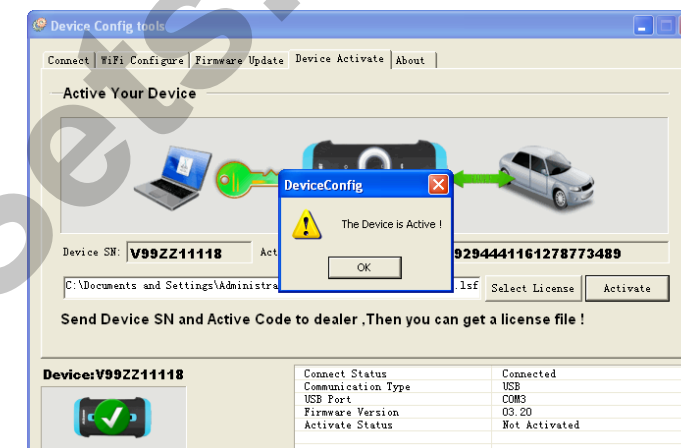 Device Config tools
Connect WiFi Configure Firmware Update Device Activate About
Active Your Device
DeviceConfig
The Device is Active !
OK
Device SN: V99ZZ11118 Act 9294441161278773489
C:\Documents and Settings\Administra .lsf Select License Activate
Send Device SN and Active Code to dealer ,Then you can get a license file !
Device:V99ZZ11118
Connect Status Connected
Communication Type USB
USB Port COM3
Firmware Version 03.20
Activate Status Not Activated